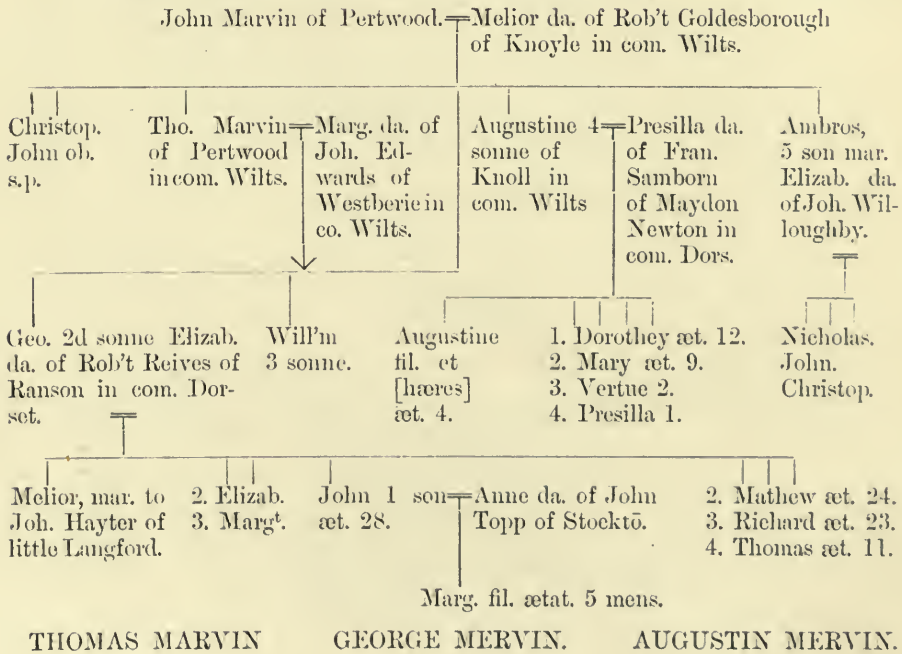 John Marvin of Pertwood. Melior da. of Rob't Goldesborough
of Knoyle in com. Wilts.
Christop.
John ob.
s.p.
Tho. Marvin
of Pertwood
in com. Wilts.
Marg. da. of
Joh. Ed-
wards of
Westberie in
co. Wilts.
Augustine 4
sonne of
Knoll in
com. Wilts
Presilla da.
of Fran.
Samborn
of Maydon
Newton in
com. Dors.
Ambros,
5 son mar.
Elizab. da.
of Joh. Wil-
loughby.
Geo. 2d sonne Elizab.
da. of Rob't Reives of
Ranson in com. Dor-
set.
Will'm
3 sonne.
Augustine
fil. et
[hæres]
æt. 4.
1. Dorothey æt. 12.
2. Mary æt. 9.
3. Vertue 2.
4. Presilla 1.
Nicholas.
John.
Christop.
Melior, mar. to
Joh. Hayter of
little Langford.
2. Elizab.
3. Margᵗ.
John 1 son
æt. 28.
Anne da. of John
Topp of Stocktō.
2. Mathew æt. 24.
3. Richard æt. 23.
4. Thomas æt. 11.
Marg. fil. ætat. 5 mens.
THOMAS MARVIN GEORGE MERVIN. AUGUSTIN MERVIN.